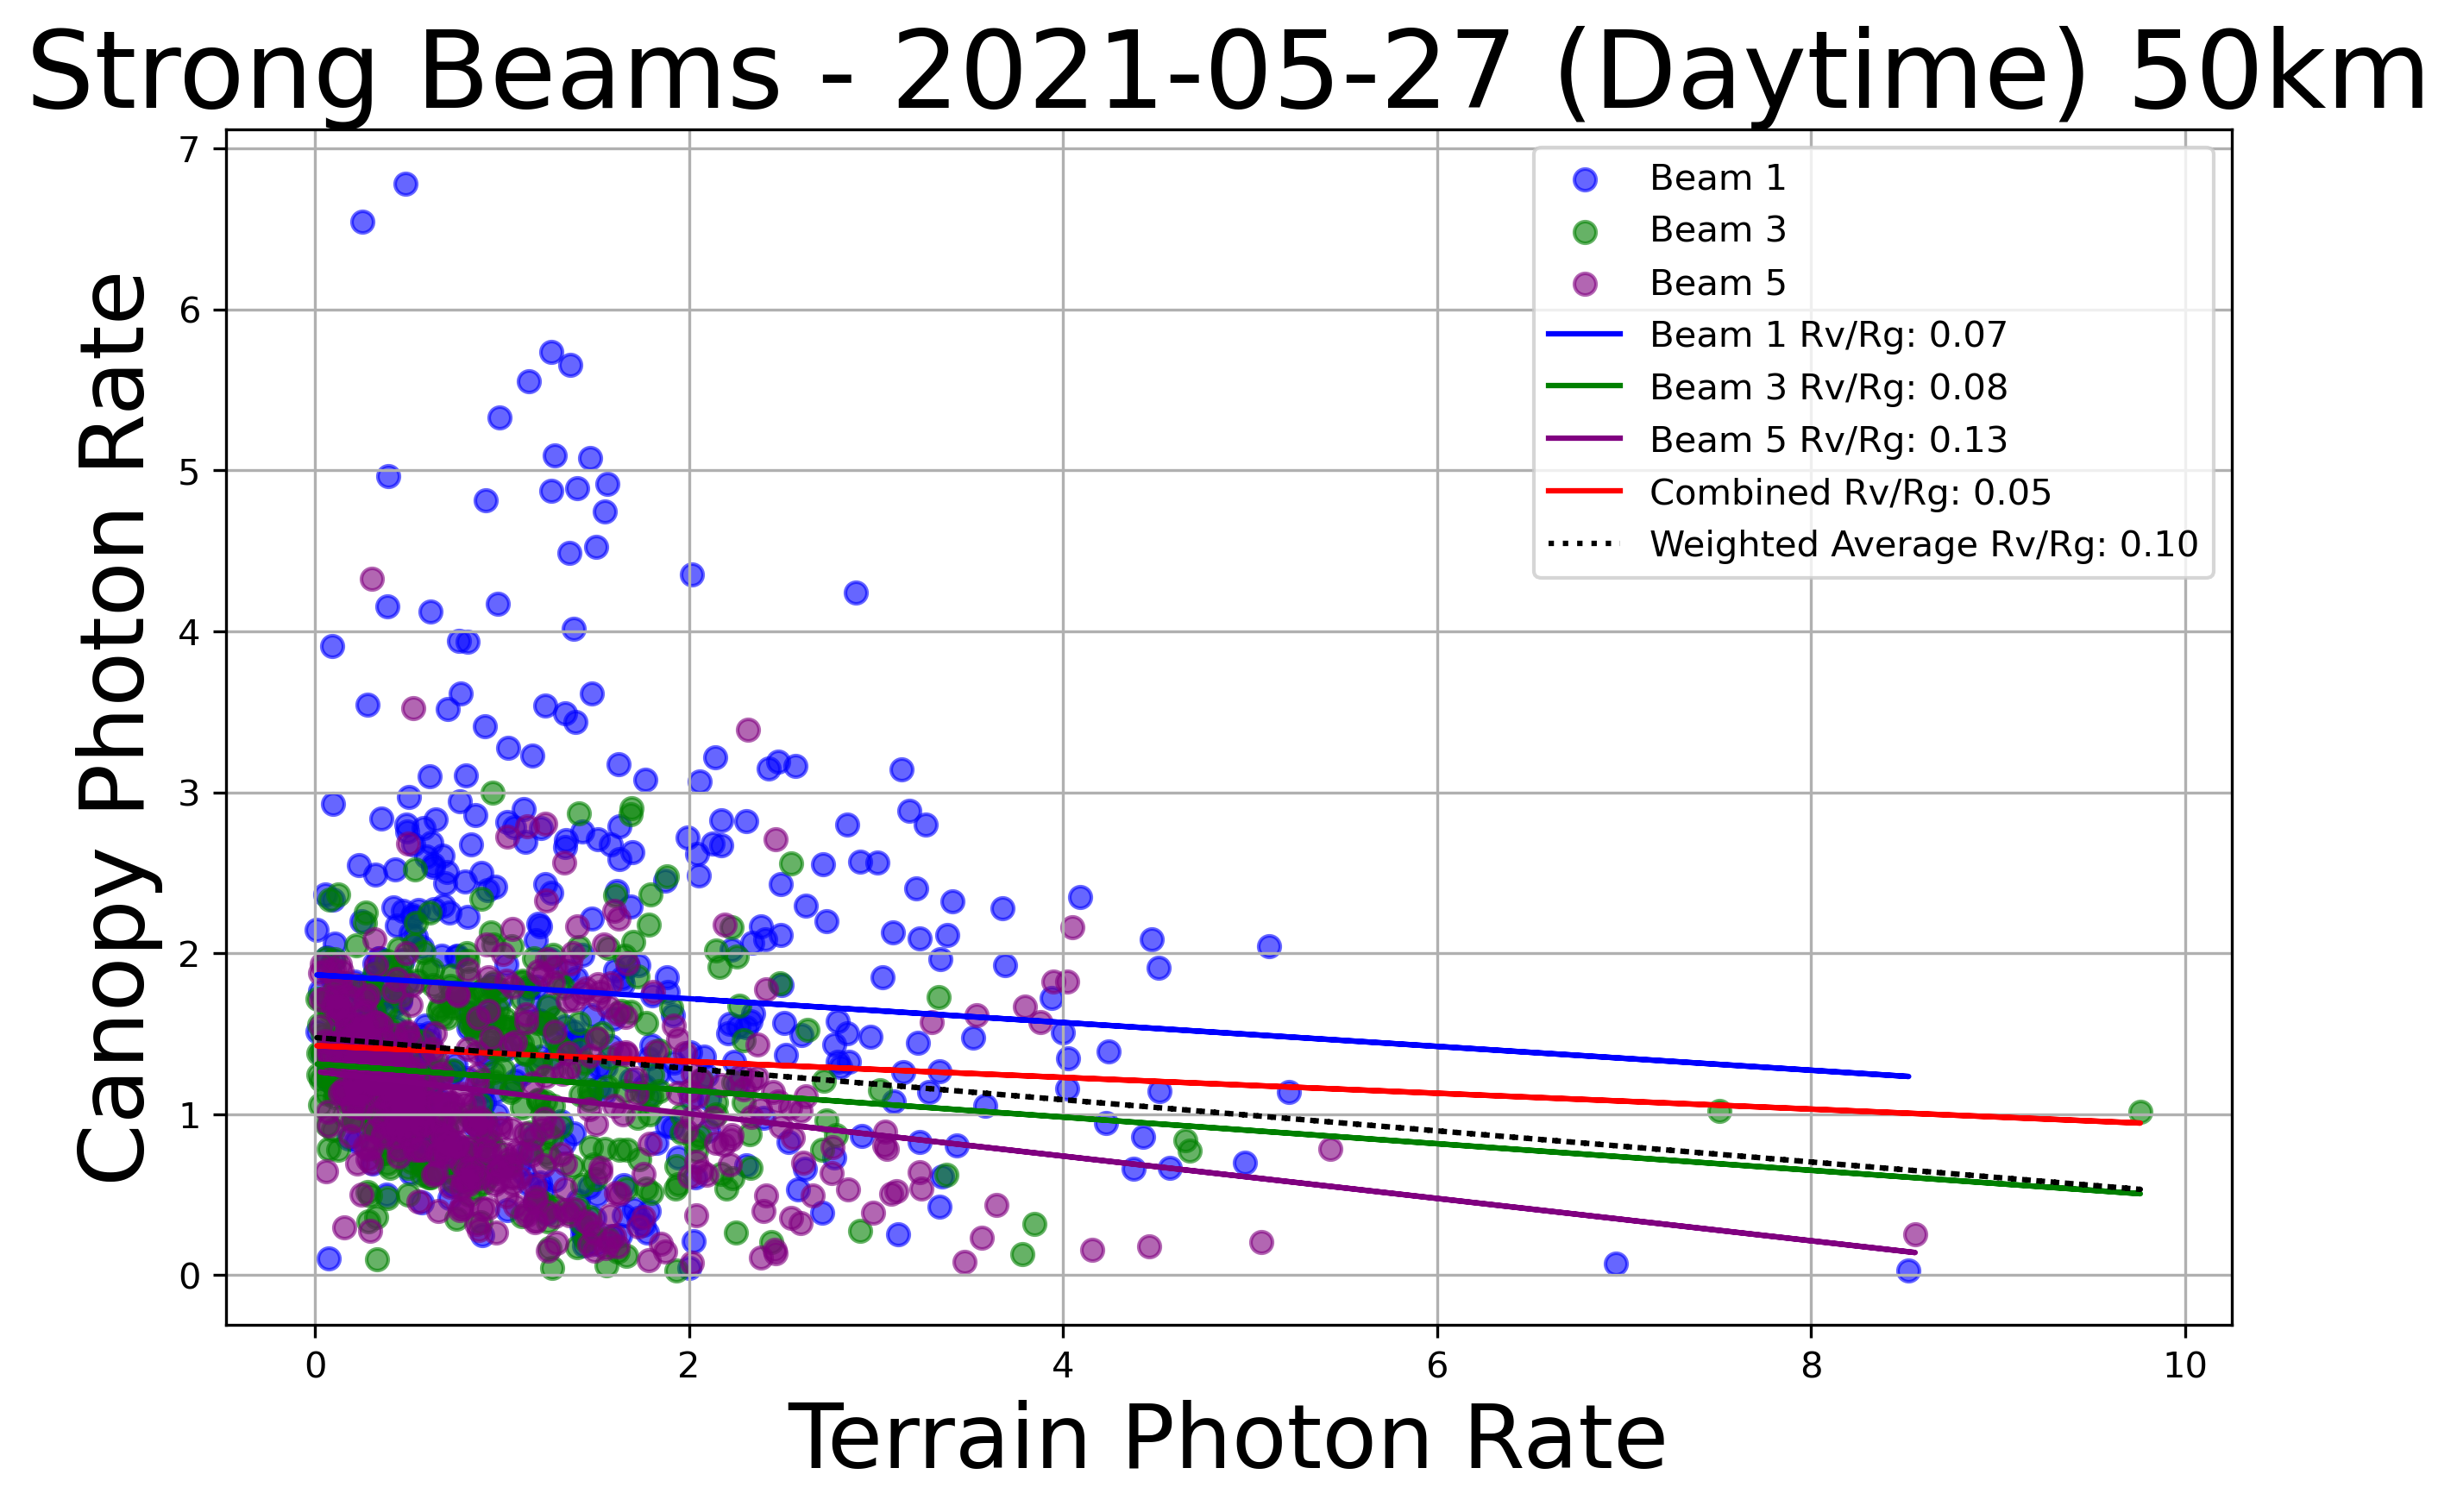 Strong Beams - 2021-05-27 (Daytime) 50km
Canopy Photon Rate
7
6
5
4
3
2
1
0
Beam 1
Beam 3
Beam 5
Beam 1 Rv/Rg: 0.07
Beam 3 Rv/Rg: 0.08
Beam 5 Rv/Rg: 0.13
Combined Rv/Rg: 0.05
Weighted Average Rv/Rg: 0.10
0 2 4 6 8 10
Terrain Photon Rate